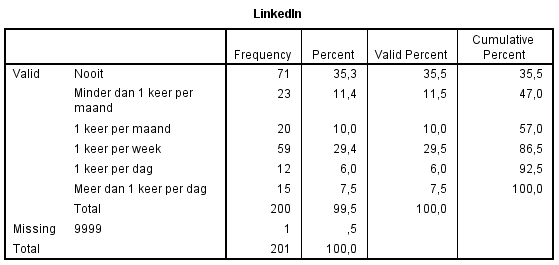 LinkedIn
Frequency Percent Valid Percent Cumulative Percent
Valid Nooit 71 35,3 35,5 35,5
Minder dan 1 keer per maand 23 11,4 11,5 47,0
1 keer per maand 20 10,0 10,0 57,0
1 keer per week 59 29,4 29,5 86,5
1 keer per dag 12 6,0 6,0 92,5
Meer dan 1 keer per dag 15 7,5 7,5 100,0
Total 200 99,5 100,0
Missing 9999 1 ,5
Total 201 100,0